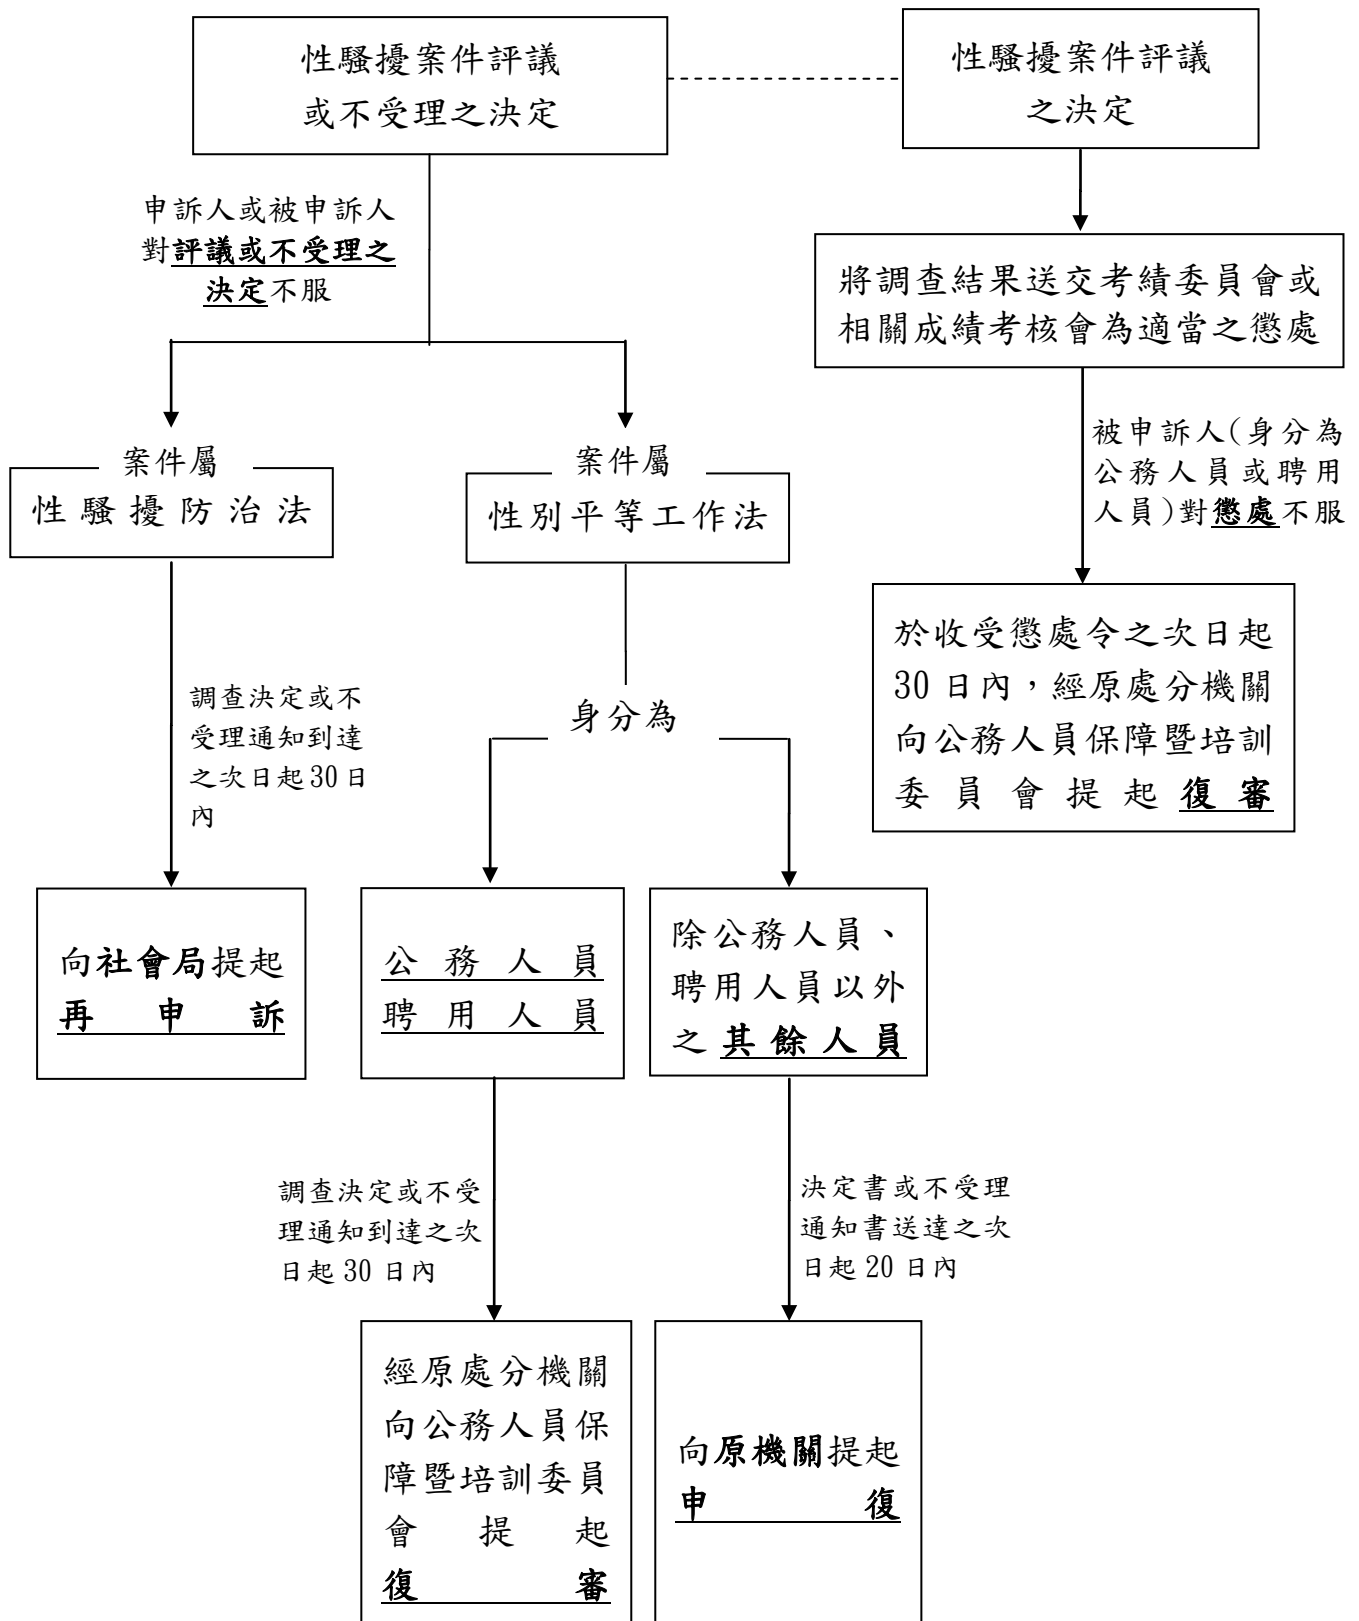 性騷擾案件評議
或不受理之決定
性騷擾案件評議
之決定
申訴人或被申訴人
對評議或不受理之
決定不服
將調查結果送交考績委員會或
相關成績考核會為適當之懲處
被申訴人(身分為
公務人員或聘用
人員)對懲處不服
案件屬
性騷擾防治法
案件屬
性別平等工作法
於收受懲處令之次日起
30日內，經原處分機關
向公務人員保障暨培訓
委員會提起復審
調查決定或不
受理通知到達
之次日起30日
內
身分為
向社會局提起
再申訴
公務人員
聘用人員
除公務人員、
聘用人員以外
之其餘人員
調查決定或不受
理通知到達之次
日起30日內
決定書或不受理
通知書送達之次
日起20日內
經原處分機關
向公務人員保
障暨培訓委員
會提起
復審
向原機關提起
申復